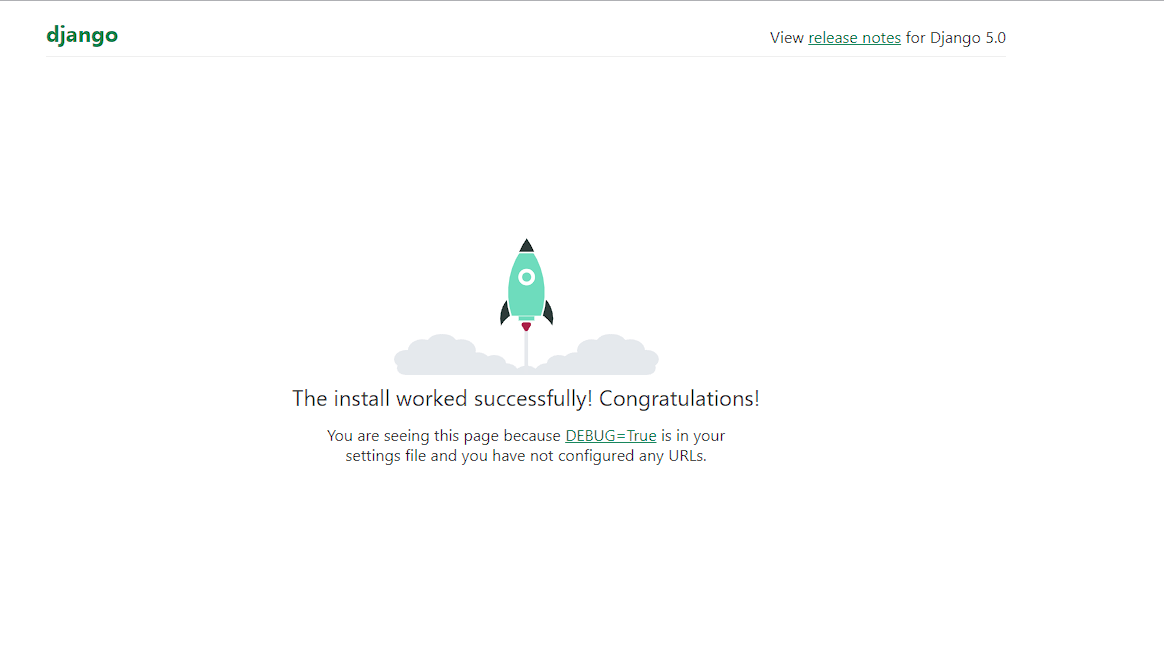 django
View release notes for Django 5.0
The install worked successfully! Congratulations!
You are seeing this page because DEBUG=True is in your
settings file and you have not configured any URLs.